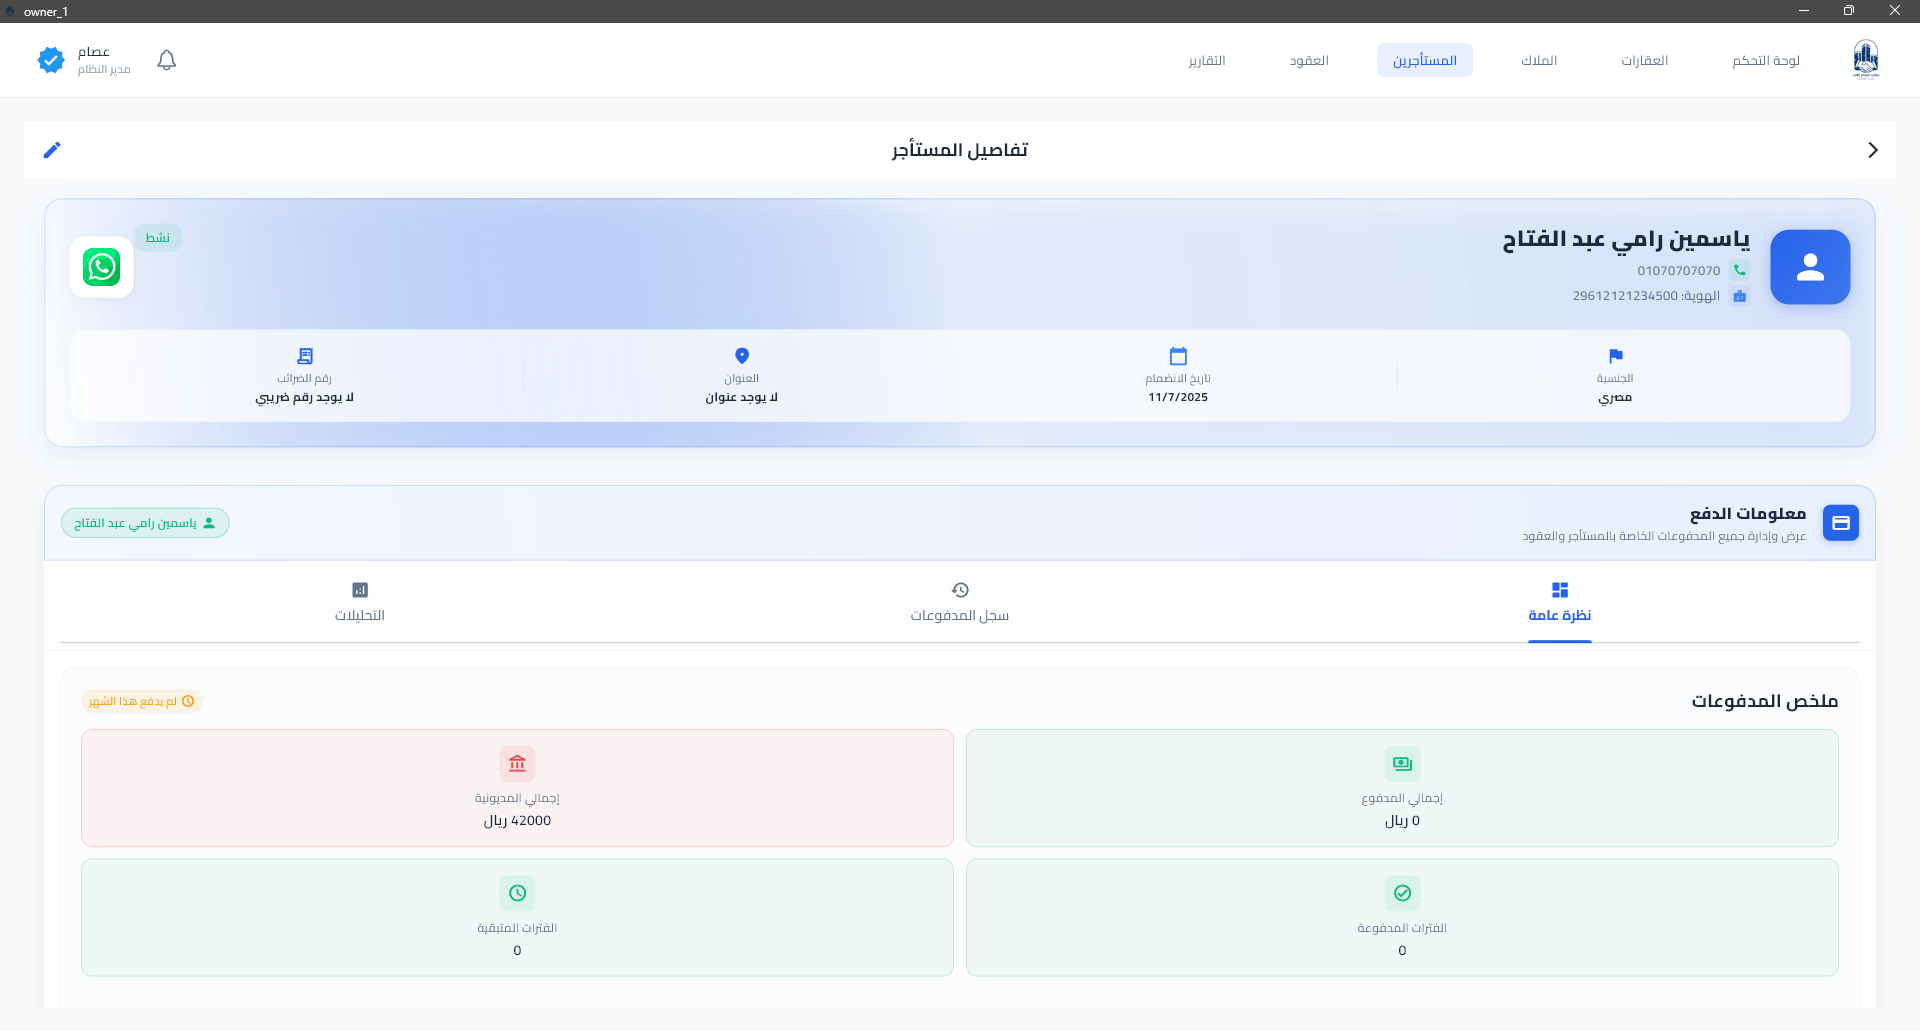 owner_1
لوحة التحكم
العقارات
الملاك
المستأجرين
العقود
التقارير
عصام
مدير النظام
تفاصيل المستأجر
ياسمين رامي عبد الفتاح
01070707070
الهوية: 29612121234500
نشط
الجنسية
مصري
تاريخ الانضمام
11/7/2025
العنوان
لا يوجد عنوان
رقم الضرائب
لا يوجد رقم ضريبي
معلومات الدفع
عرض وإدارة جميع المدفوعات الخاصة بالمستأجر والعقود
ياسمين رامي عبد الفتاح
نظرة عامة
سجل المدفوعات
التحليلات
ملخص المدفوعات
لم يدفع هذا الشهر
إجمالي المدفوع
0 ريال
إجمالي المديونية
42000 ريال
الفترات المدفوعة
0
الفترات المتبقية
0